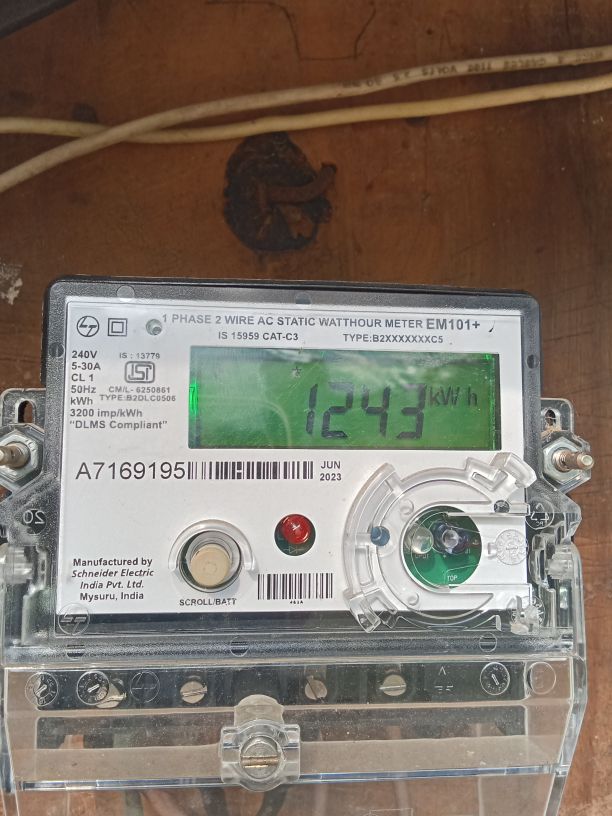 1 PHASE 2 WIRE AC STATIC WATTHOUR METER EM101+
IS 15959 CAT-C3 TYPE:B2XXXXXXXC5
240V
5-30A
CL 1
50Hz
kWh
3200 imp/kWh
"DLMS Compliant"
IS : 13779
ISI
CM/L- 6250861
TYPE:B2DLC0506
1243 kWh
A7169195
JUN
2023
Manufactured by
Schneider Electric
India Pvt. Ltd.
Mysuru, India
SCROLL/BATT
TOP
20